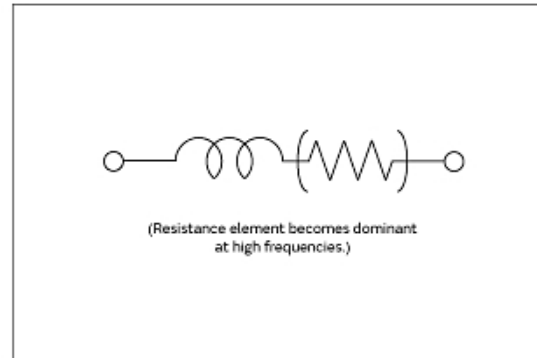 (Resistance element becomes dominant
at high frequencies.)